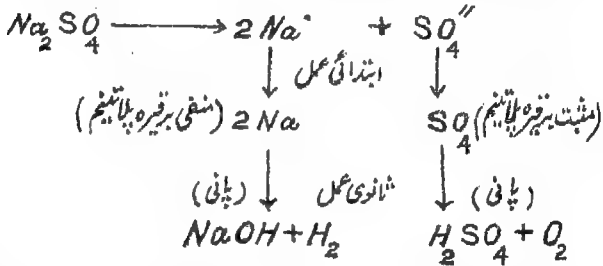 Na₂SO₄ ⟶ 2Na˙ + SO₄″
ابتدائی عمل
(منفی برقیرہ پلاٹینم) 2Na SO₄ (مثبت برقیرہ پلاٹینم)
(پانی) ثانوی عمل (پانی)
NaOH + H₂ H₂SO₄ + O₂